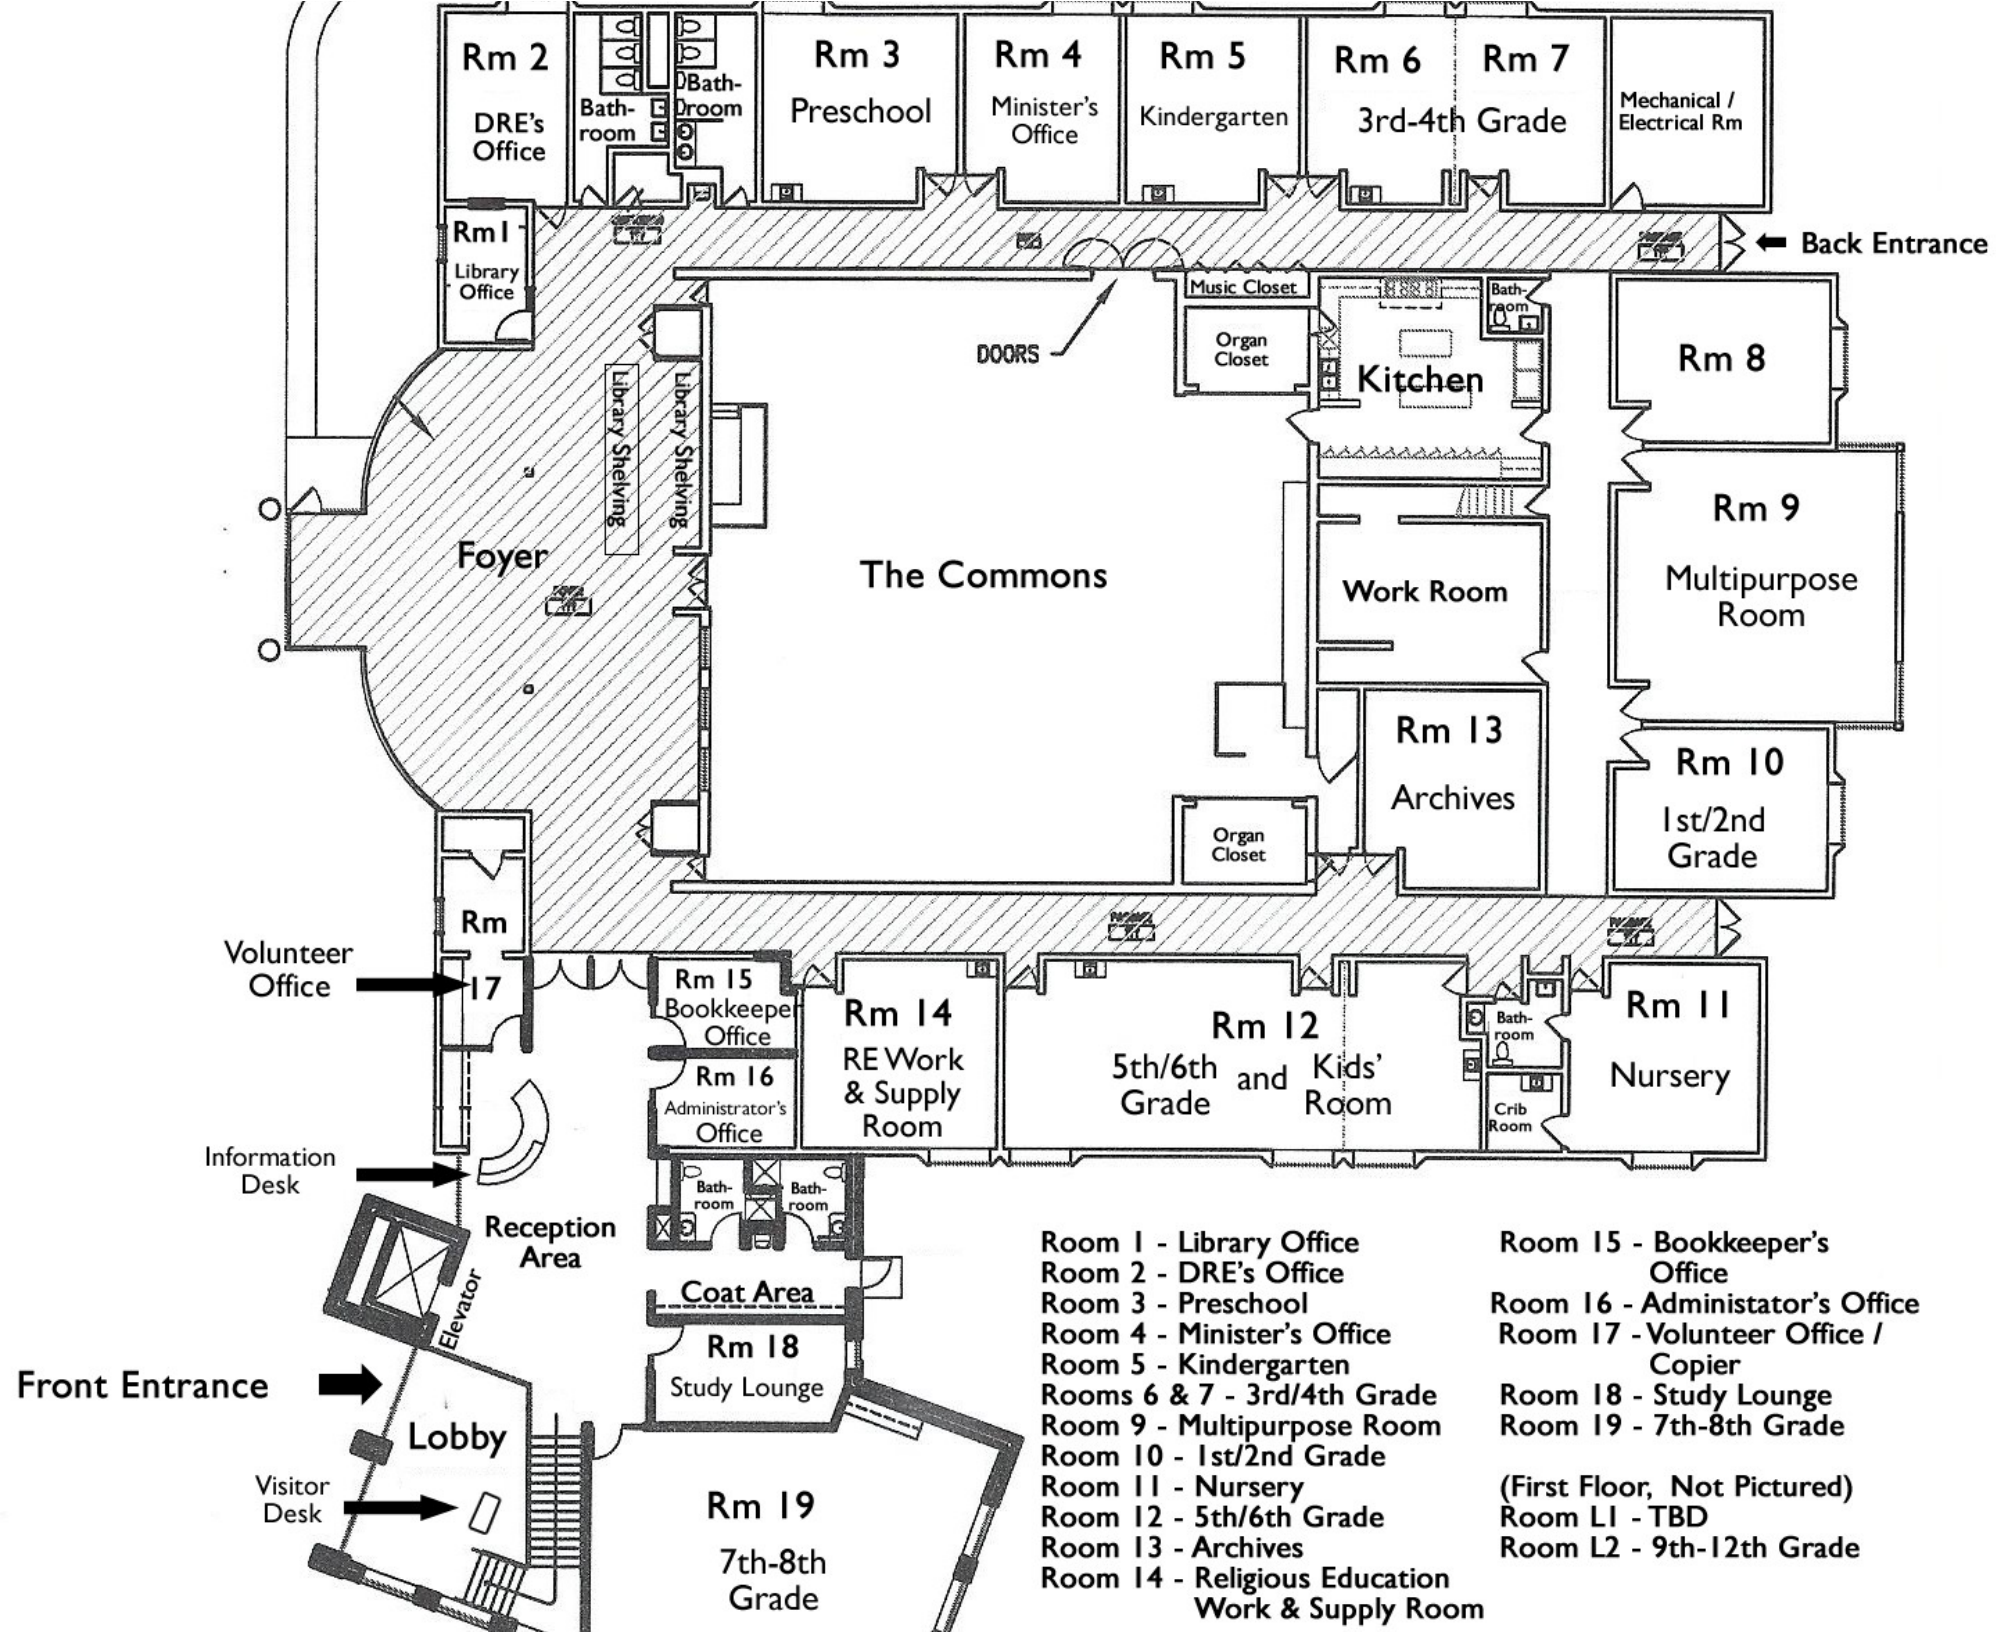 Rm 2
DRE's
Office
Bath-
room
Bath-
room
Rm 3
Preschool
Rm 4
Minister's
Office
Rm 5
Kindergarten
Rm 6
Rm 7
3rd-4th Grade
Mechanical /
Electrical Rm
Rm1
Library
Office
Back Entrance
Music Closet
DOORS
Organ
Closet
Bath-
room
Kitchen
Rm 8
Library Shelving
Library Shelving
Foyer
The Commons
Work Room
Rm 9
Multipurpose
Room
Rm 13
Archives
Rm 10
1st/2nd
Grade
Organ
Closet
Rm
17
Volunteer
Office
Rm 15
Bookkeeper
Office
Rm 16
Administrator's
Office
Rm 14
RE Work
& Supply
Room
Rm 12
5th/6th
Grade
and
Kids'
Room
Bath-
room
Crib
Room
Rm 11
Nursery
Information
Desk
Reception
Area
Bath-
room
Bath-
room
Coat Area
Elevator
Rm 18
Study Lounge
Front Entrance
Lobby
Visitor
Desk
Rm 19
7th-8th
Grade
Room 1 - Library Office
Room 2 - DRE's Office
Room 3 - Preschool
Room 4 - Minister's Office
Room 5 - Kindergarten
Rooms 6 & 7 - 3rd/4th Grade
Room 9 - Multipurpose Room
Room 10 - 1st/2nd Grade
Room 11 - Nursery
Room 12 - 5th/6th Grade
Room 13 - Archives
Room 14 - Religious Education
Work & Supply Room
Room 15 - Bookkeeper's
Office
Room 16 - Administator's Office
Room 17 - Volunteer Office /
Copier
Room 18 - Study Lounge
Room 19 - 7th-8th Grade
(First Floor, Not Pictured)
Room L1 - TBD
Room L2 - 9th-12th Grade